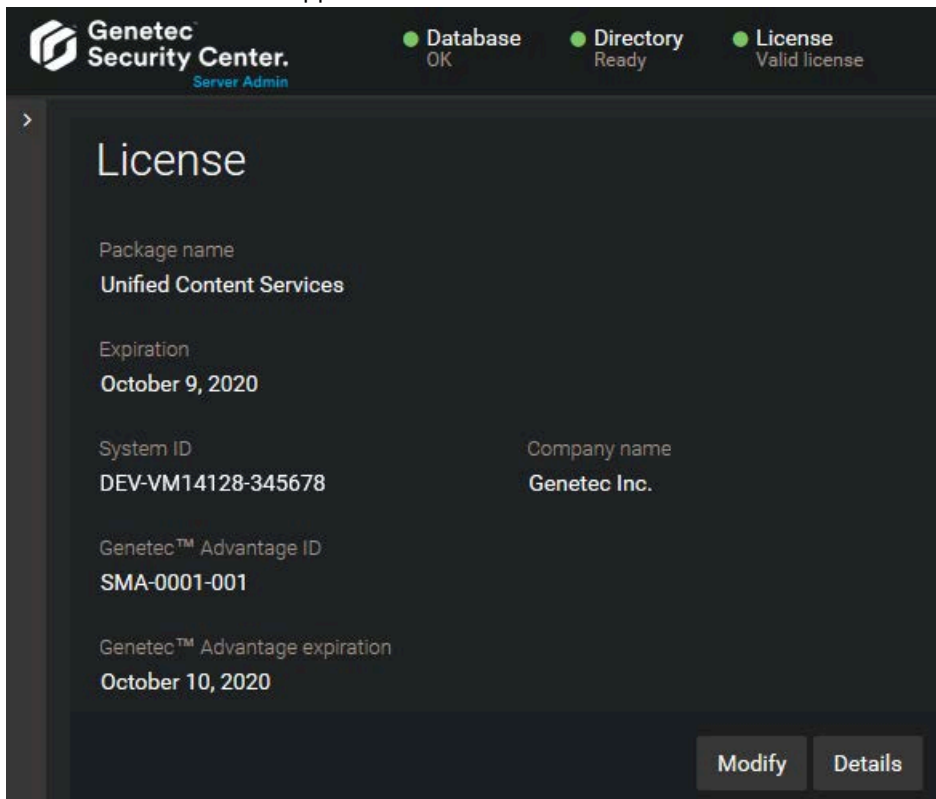 Genetec
Security Center.
Server Admin
Database
OK
Directory
Ready
License
Valid license
License
Package name
Unified Content Services
Expiration
October 9, 2020
System ID
DEV-VM14128-345678
Company name
Genetec Inc.
Genetec™ Advantage ID
SMA-0001-001
Genetec™ Advantage expiration
October 10, 2020
Modify
Details